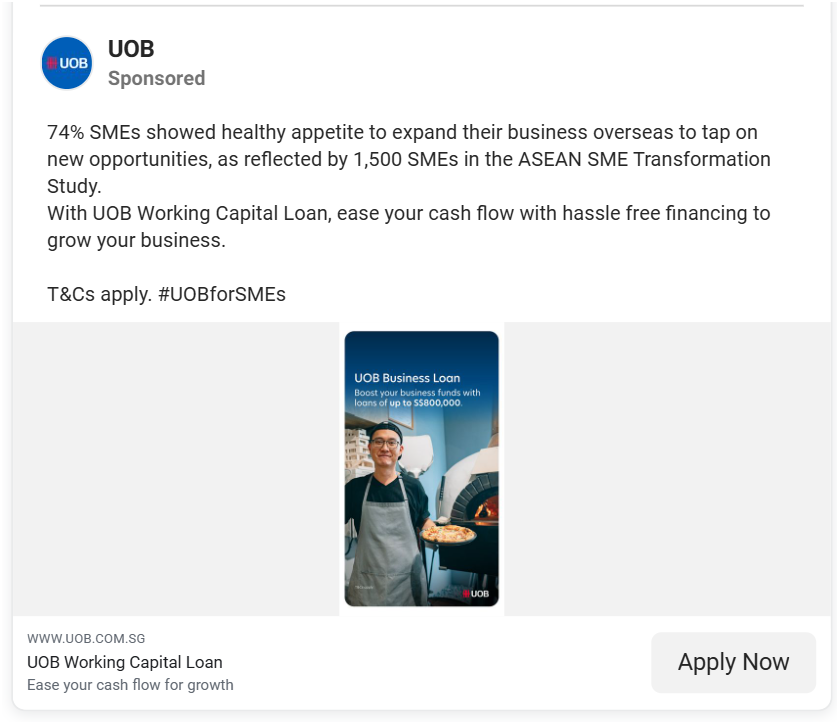 UOB
UOB
Sponsored
74% SMEs showed healthy appetite to expand their business overseas to tap on
new opportunities, as reflected by 1,500 SMEs in the ASEAN SME Transformation
Study.
With UOB Working Capital Loan, ease your cash flow with hassle free financing to
grow your business.
T&Cs apply. #UOBforSMEs
UOB Business Loan
Boost your business funds with
loans of up to S$800,000.
UOB
WWW.UOB.COM.SG
UOB Working Capital Loan
Ease your cash flow for growth
Apply Now